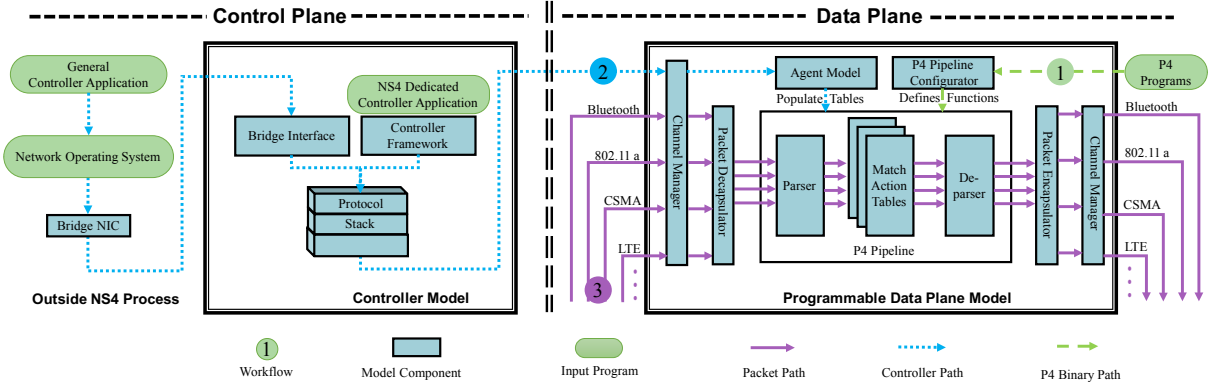 Control Plane
Data Plane
General
Controller Application
Network Operating System
Bridge NIC
Outside NS4 Process
NS4 Dedicated
Controller Application
Bridge Interface
Controller
Framework
Protocol
Stack
Controller Model
2
1
3
Bluetooth
802.11 a
CSMA
LTE
Channel Manager
Packet Decapsulator
Agent Model
P4 Pipeline
Configurator
Populate Tables
Defines Functions
Parser
Match
Action
Tables
De-
parser
P4 Pipeline
Packet Encapsulator
Channel Manager
P4
Programs
Bluetooth
802.11 a
CSMA
LTE
Programmable Data Plane Model
1
Workflow
Model Component
Input Program
Packet Path
Controller Path
P4 Binary Path